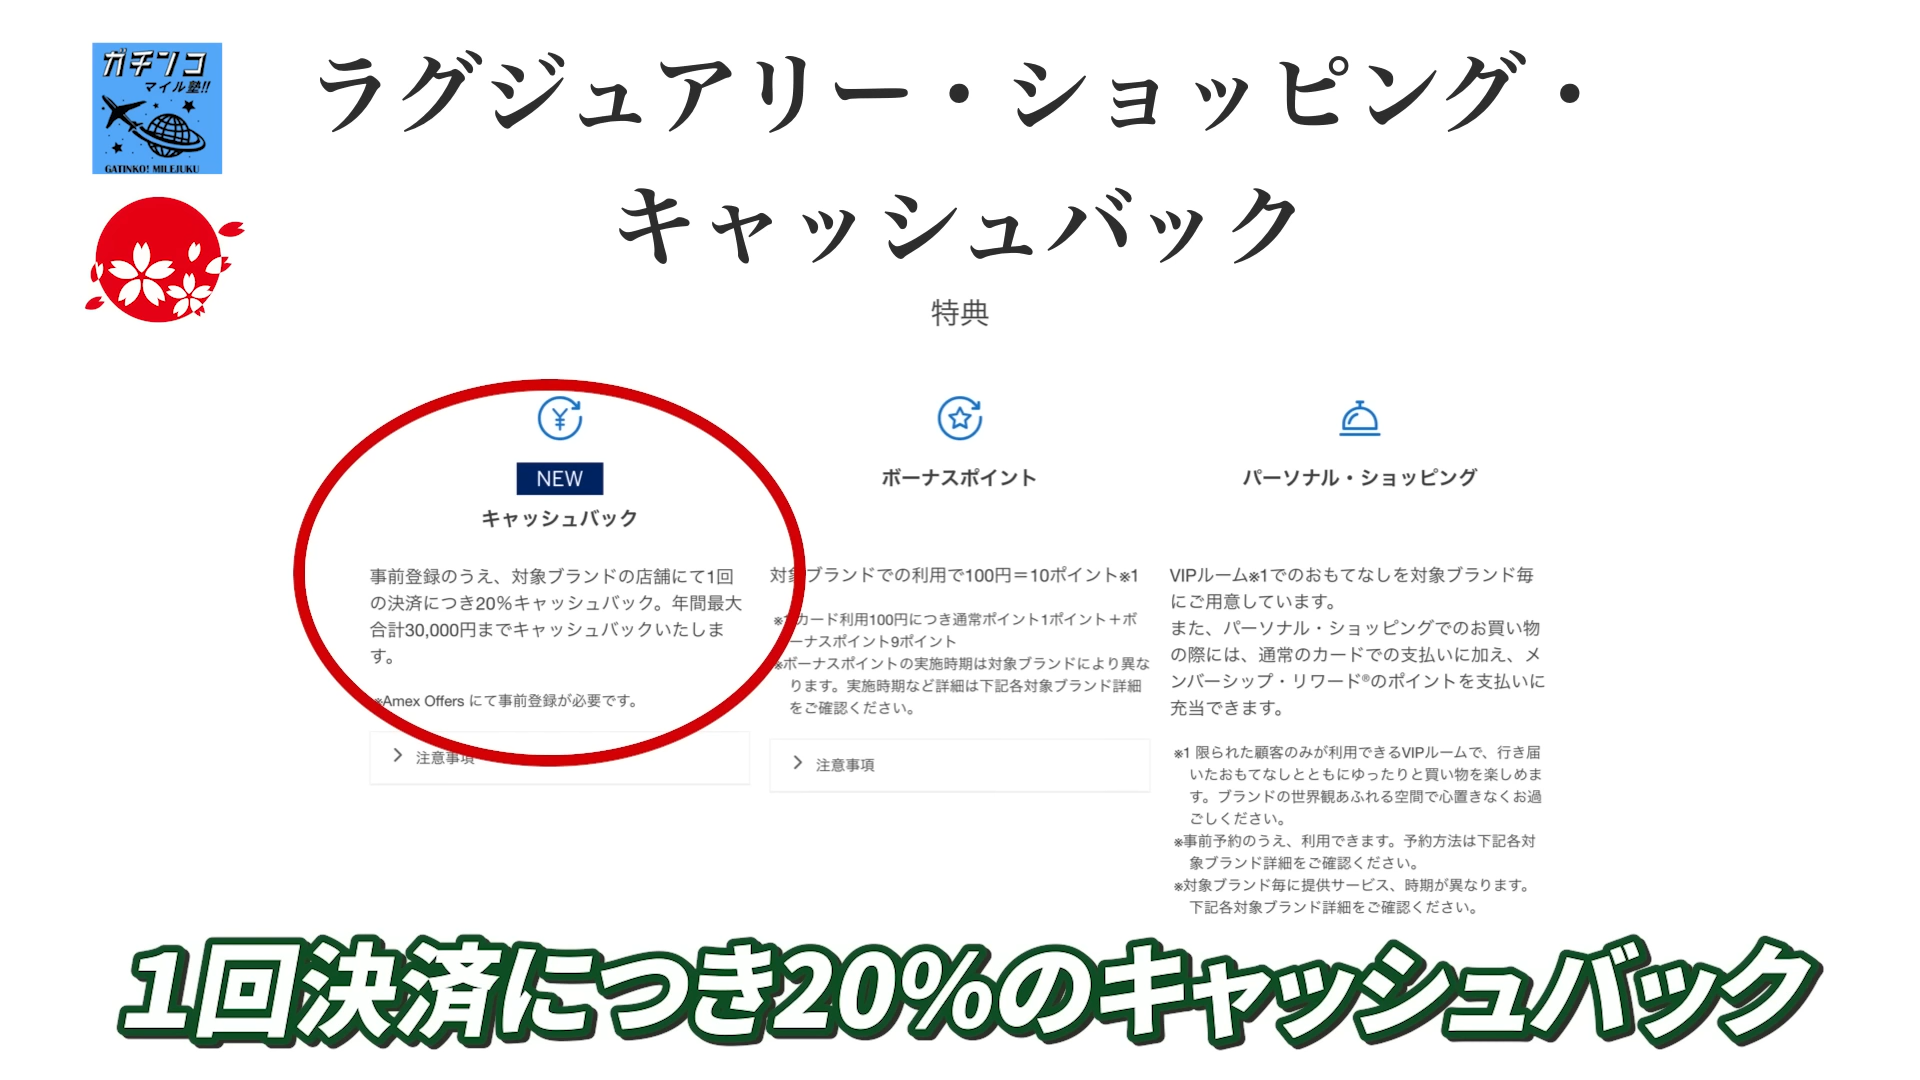 ガチンコ
マイル塾!!
GATINKO! MILEJUKU
ラグジュアリー・ショッピング・
キャッシュバック
特典
NEW
キャッシュバック
事前登録のうえ、対象ブランドの店舗にて1回
の決済につき20%キャッシュバック。年間最大
合計30,000円までキャッシュバックいたしま
す。
※Amex Offers にて事前登録が必要です。
注意事項
ボーナスポイント
対象ブランドでの利用で100円＝10ポイント※1
※1 カード利用100円につき通常ポイント1ポイント＋ボ
ーナスポイント9ポイント
※ボーナスポイントの実施時期は対象ブランドにより異な
ります。実施時期など詳細は下記各対象ブランド詳細
をご確認ください。
注意事項
パーソナル・ショッピング
VIPルーム※1でのおもてなしを対象ブランド毎
にご用意しています。
また、パーソナル・ショッピングでのお買い物
の際には、通常のカードでの支払いに加え、メ
ンバーシップ・リワード®のポイントを支払いに
充当できます。
※1 限られた顧客のみが利用できるVIPルームで、行き届
いたおもてなしとともにゆったりと買い物を楽しめま
す。ブランドの世界観あふれる空間で心置きなくお過
ごしください。
※事前予約のうえ、利用できます。予約方法は下記各対
象ブランド詳細をご確認ください。
※対象ブランド毎に提供サービス、時期が異なります。
下記各対象ブランド詳細をご確認ください。
1回決済につき20%のキャッシュバック